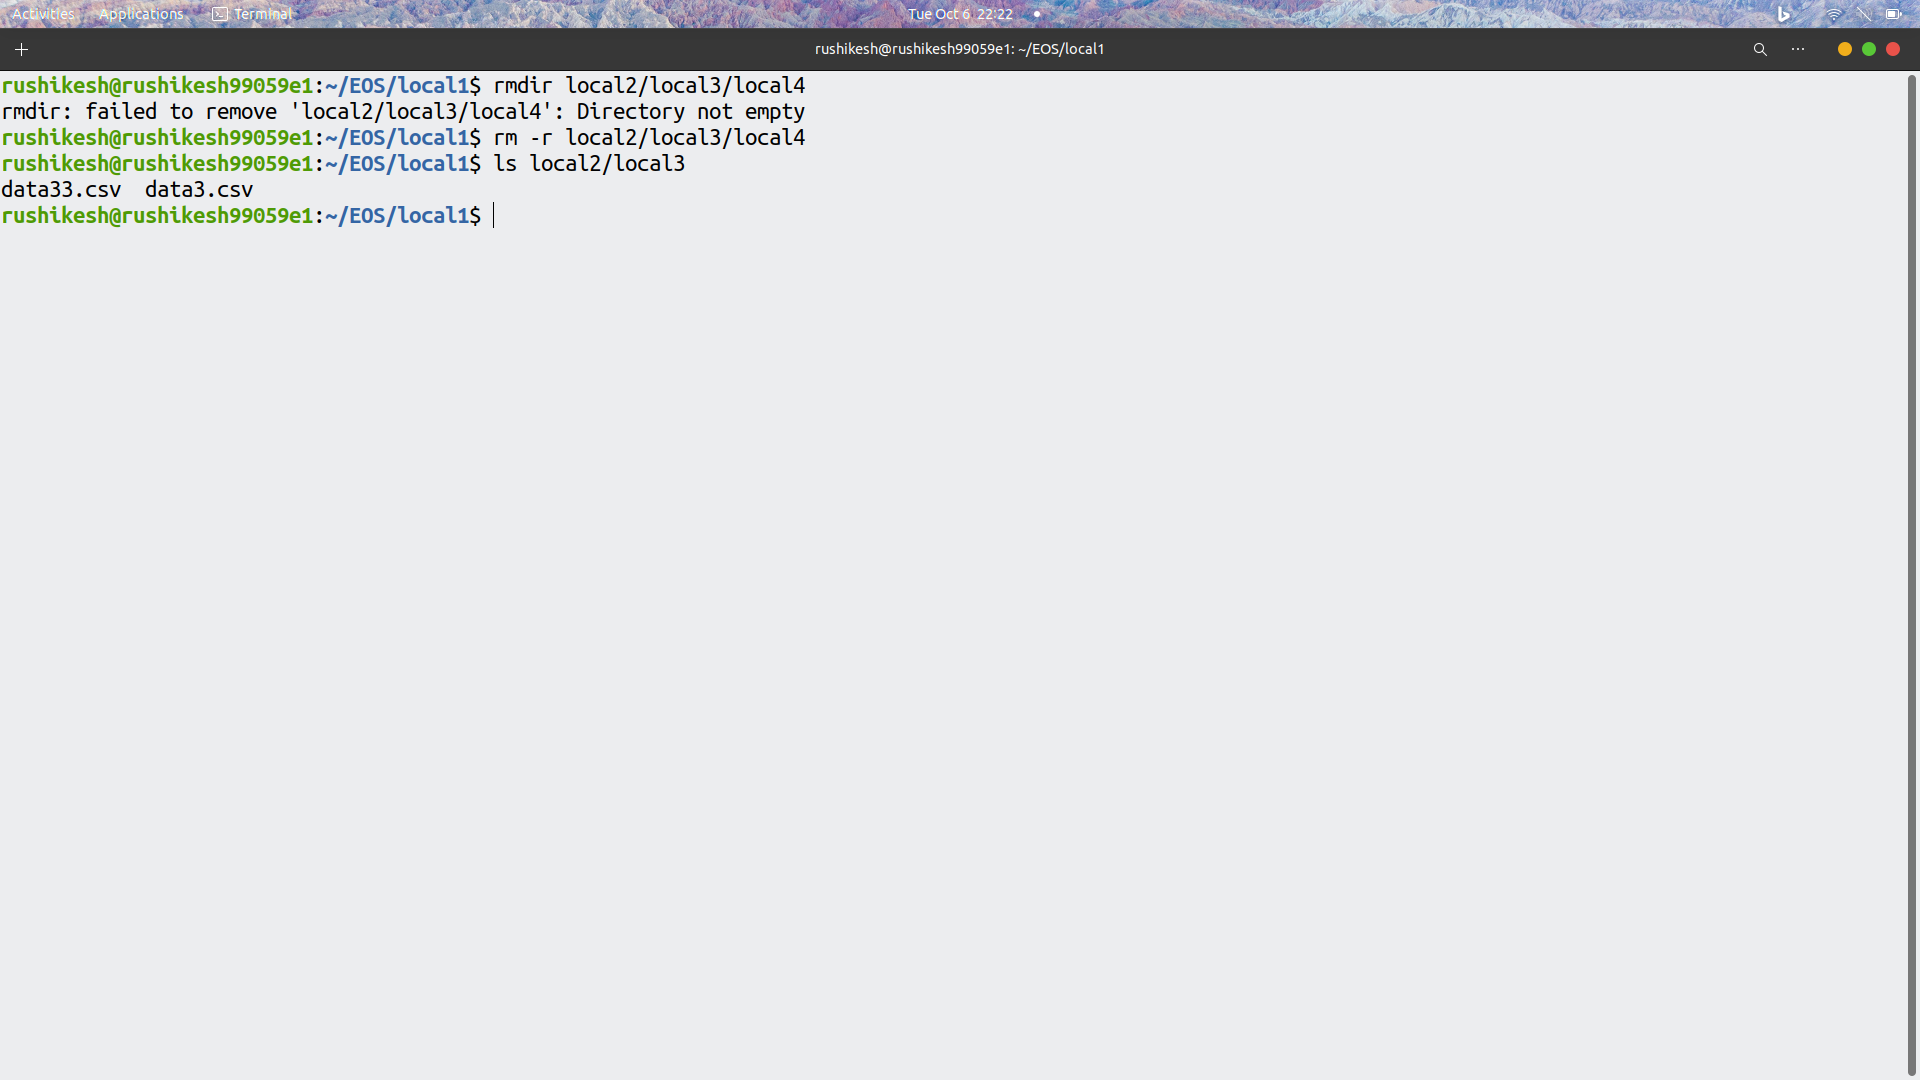 Activities Applications Terminal Tue Oct 6 22:22
rushikesh@rushikesh99059e1: ~/EOS/local1
rushikesh@rushikesh99059e1:~/EOS/local1$ rmdir local2/local3/local4
rmdir: failed to remove 'local2/local3/local4': Directory not empty
rushikesh@rushikesh99059e1:~/EOS/local1$ rm -r local2/local3/local4
rushikesh@rushikesh99059e1:~/EOS/local1$ ls local2/local3
data33.csv  data3.csv
rushikesh@rushikesh99059e1:~/EOS/local1$